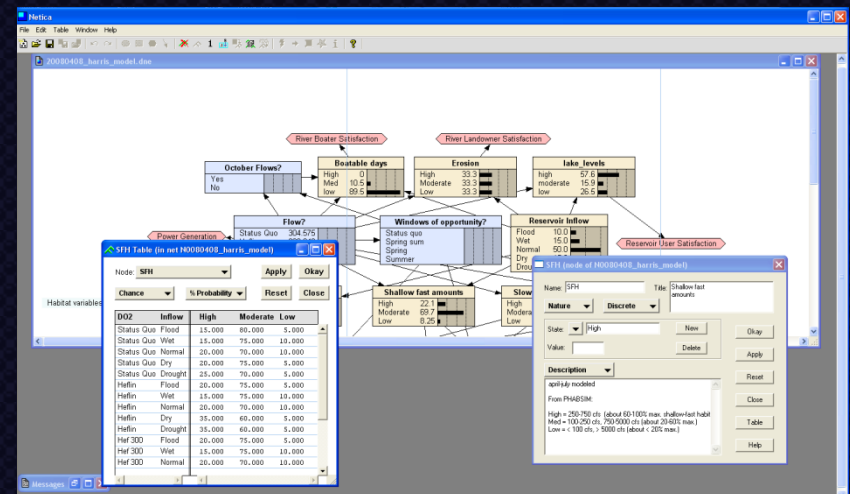 Netica
File Edit Table Window Help
20080408_harris_model.dne
River Boater Satisfaction
River Landowner Satisfaction
October Flows?
Yes
No
Boatable days
High 0
Med 10.5
low 89.5
Erosion
High 33.3
Moderate 33.3
Low 33.3
lake_levels
high 57.6
moderate 15.9
low 26.5
Flow?
Status Quo 304.575
Windows of opportunity?
Status quo
Spring sum
Spring
Summer
Reservoir Inflow
Flood 10.0
Wet 15.0
Normal 50.0
Dry
Power Generation
Reservoir User Satisfaction
Habitat variables
Shallow fast amounts
High 22.1
Moderate 69.7
Low 8.25
Slow
High
Modera
Low
SFH Table (in net N0080408_harris_model)
Node: SFH Apply Okay
Chance % Probability Reset Close
DO2 Inflow High Moderate Low
Status Quo Flood 15.000 80.000 5.000
Status Quo Wet 15.000 75.000 10.000
Status Quo Normal 20.000 70.000 10.000
Status Quo Dry 20.000 75.000 5.000
Status Quo Drought 25.000 70.000 5.000
Heflin Flood 20.000 75.000 5.000
Heflin Wet 15.000 75.000 10.000
Heflin Normal 20.000 70.000 10.000
Heflin Dry 35.000 60.000 5.000
Heflin Drought 35.000 60.000 5.000
Hef 300 Flood 20.000 75.000 5.000
Hef 300 Wet 15.000 75.000 10.000
Hef 300 Normal 20.000 70.000 10.000
SFH (node of N0080408_harris_model)
Name: SFH Title: Shallow fast
amounts
Nature Discrete
State: High New Okay
Value: Delete Apply
Description Reset
april-july modeled
From PHABSIM: Close
High = 250-750 cfs (about 60-100% max. shallow-fast habit
Med = 100-250 cfs, 750-5000 cfs (about 20-60% max.) Table
Low = < 100 cfs, > 5000 cfs (about < 20% max.)
Help
Messages